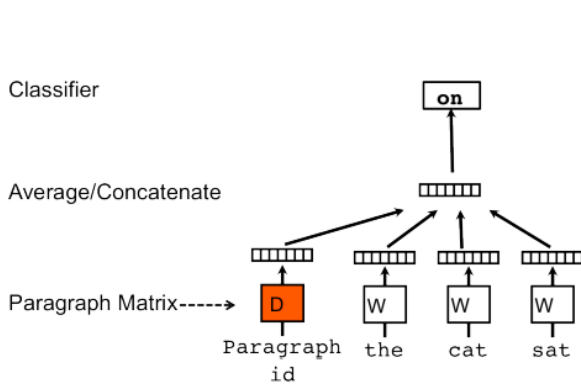 Classifier
on
Average/Concatenate
Paragraph Matrix
D
W
W
W
Paragraph
id
the
cat
sat